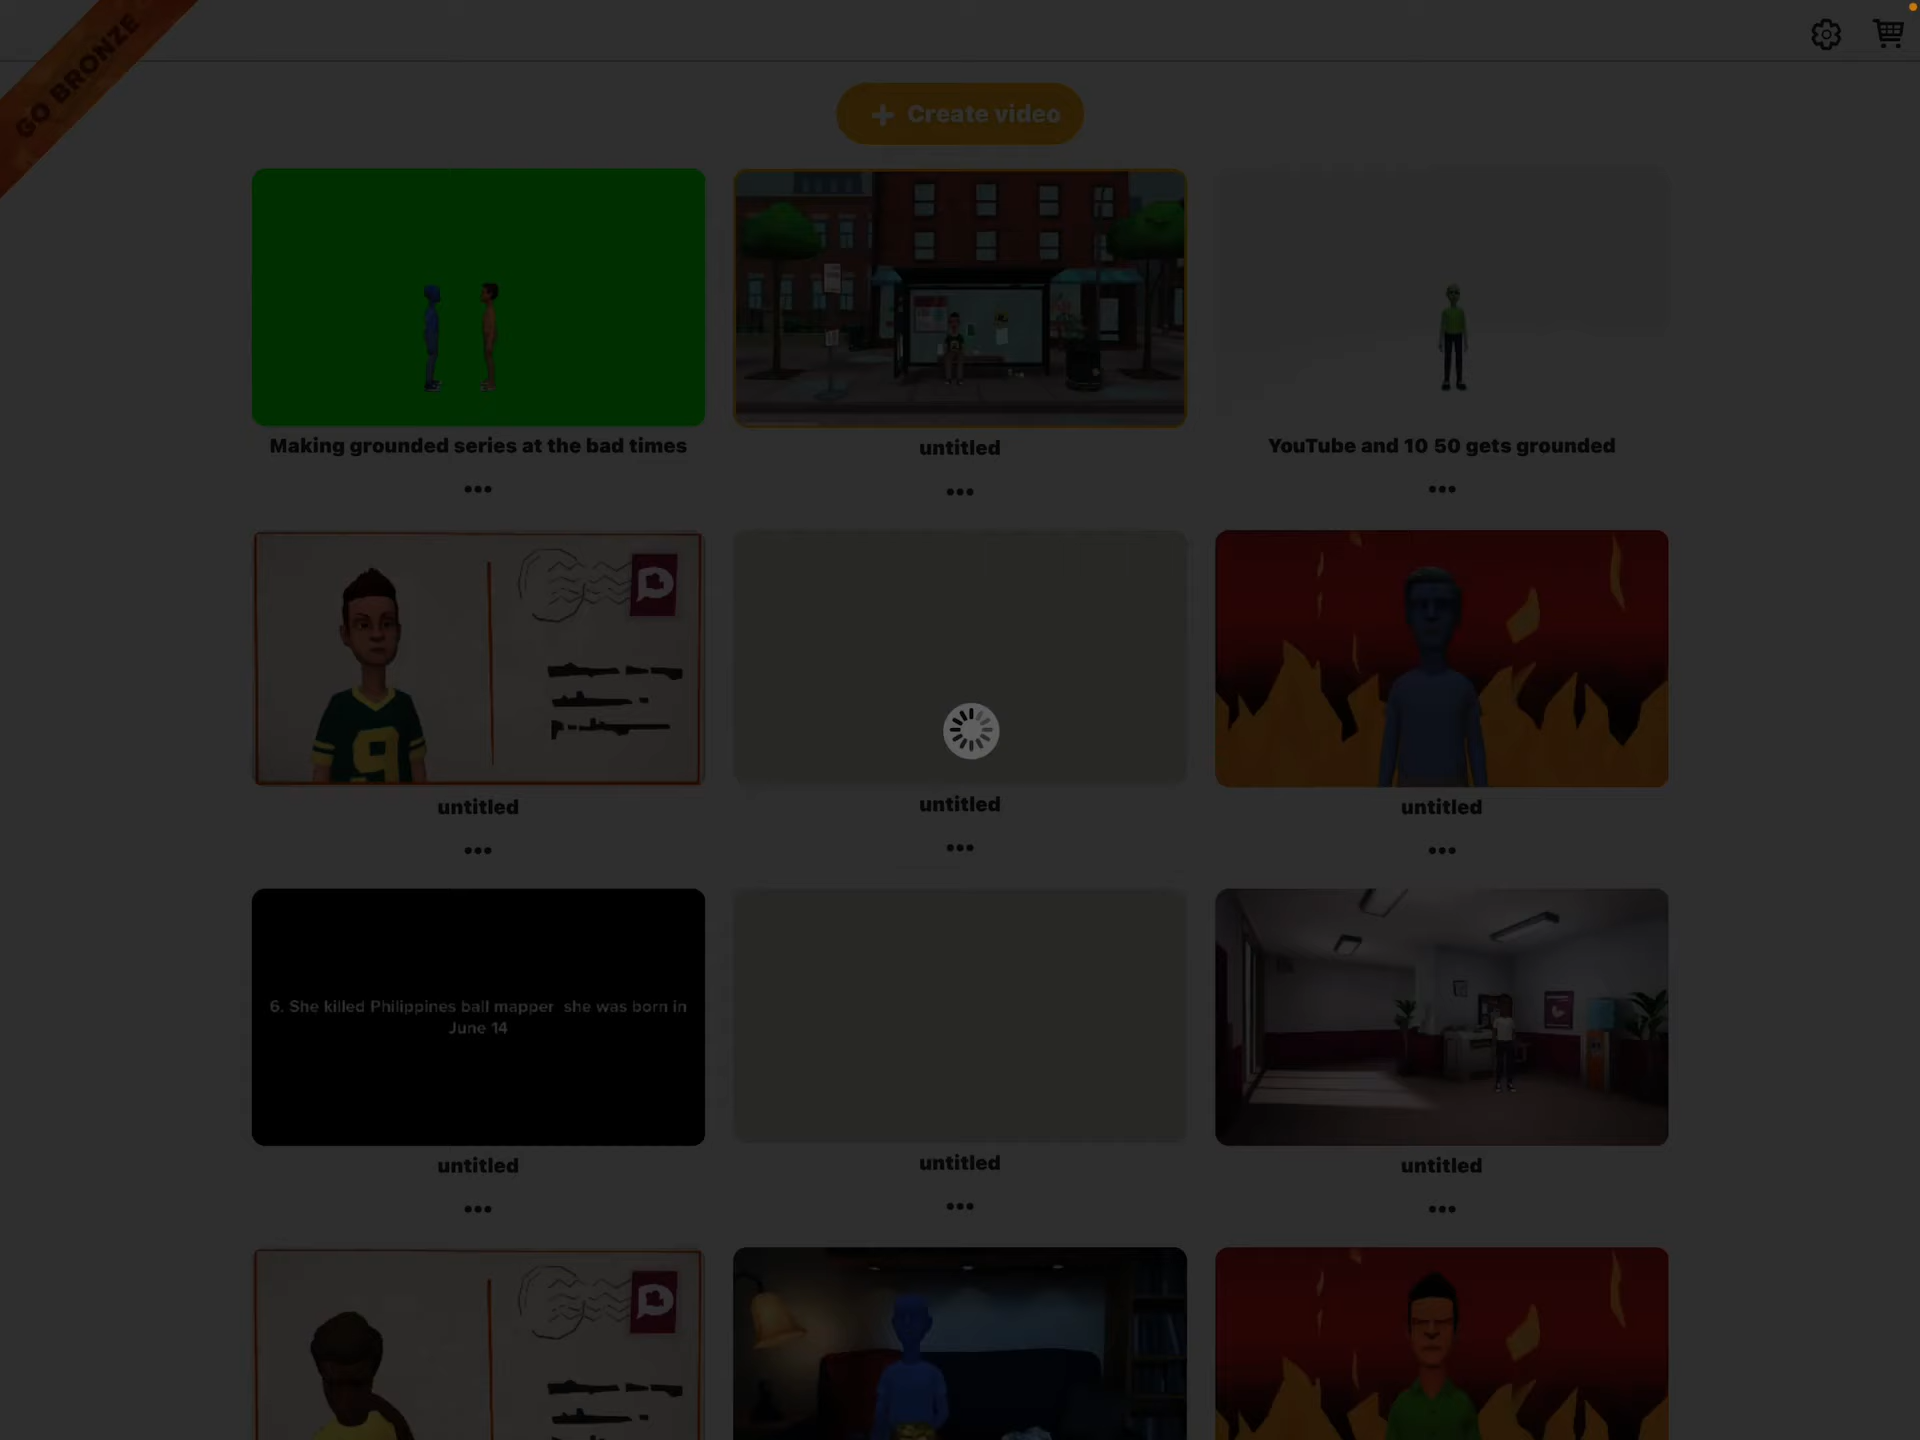 GO BRONZE
+ Create video
Making grounded series at the bad times
untitled
YouTube and 10 50 gets grounded
untitled
untitled
untitled
6. She killed Philippines ball mapper she was born in
June 14
untitled
untitled
untitled